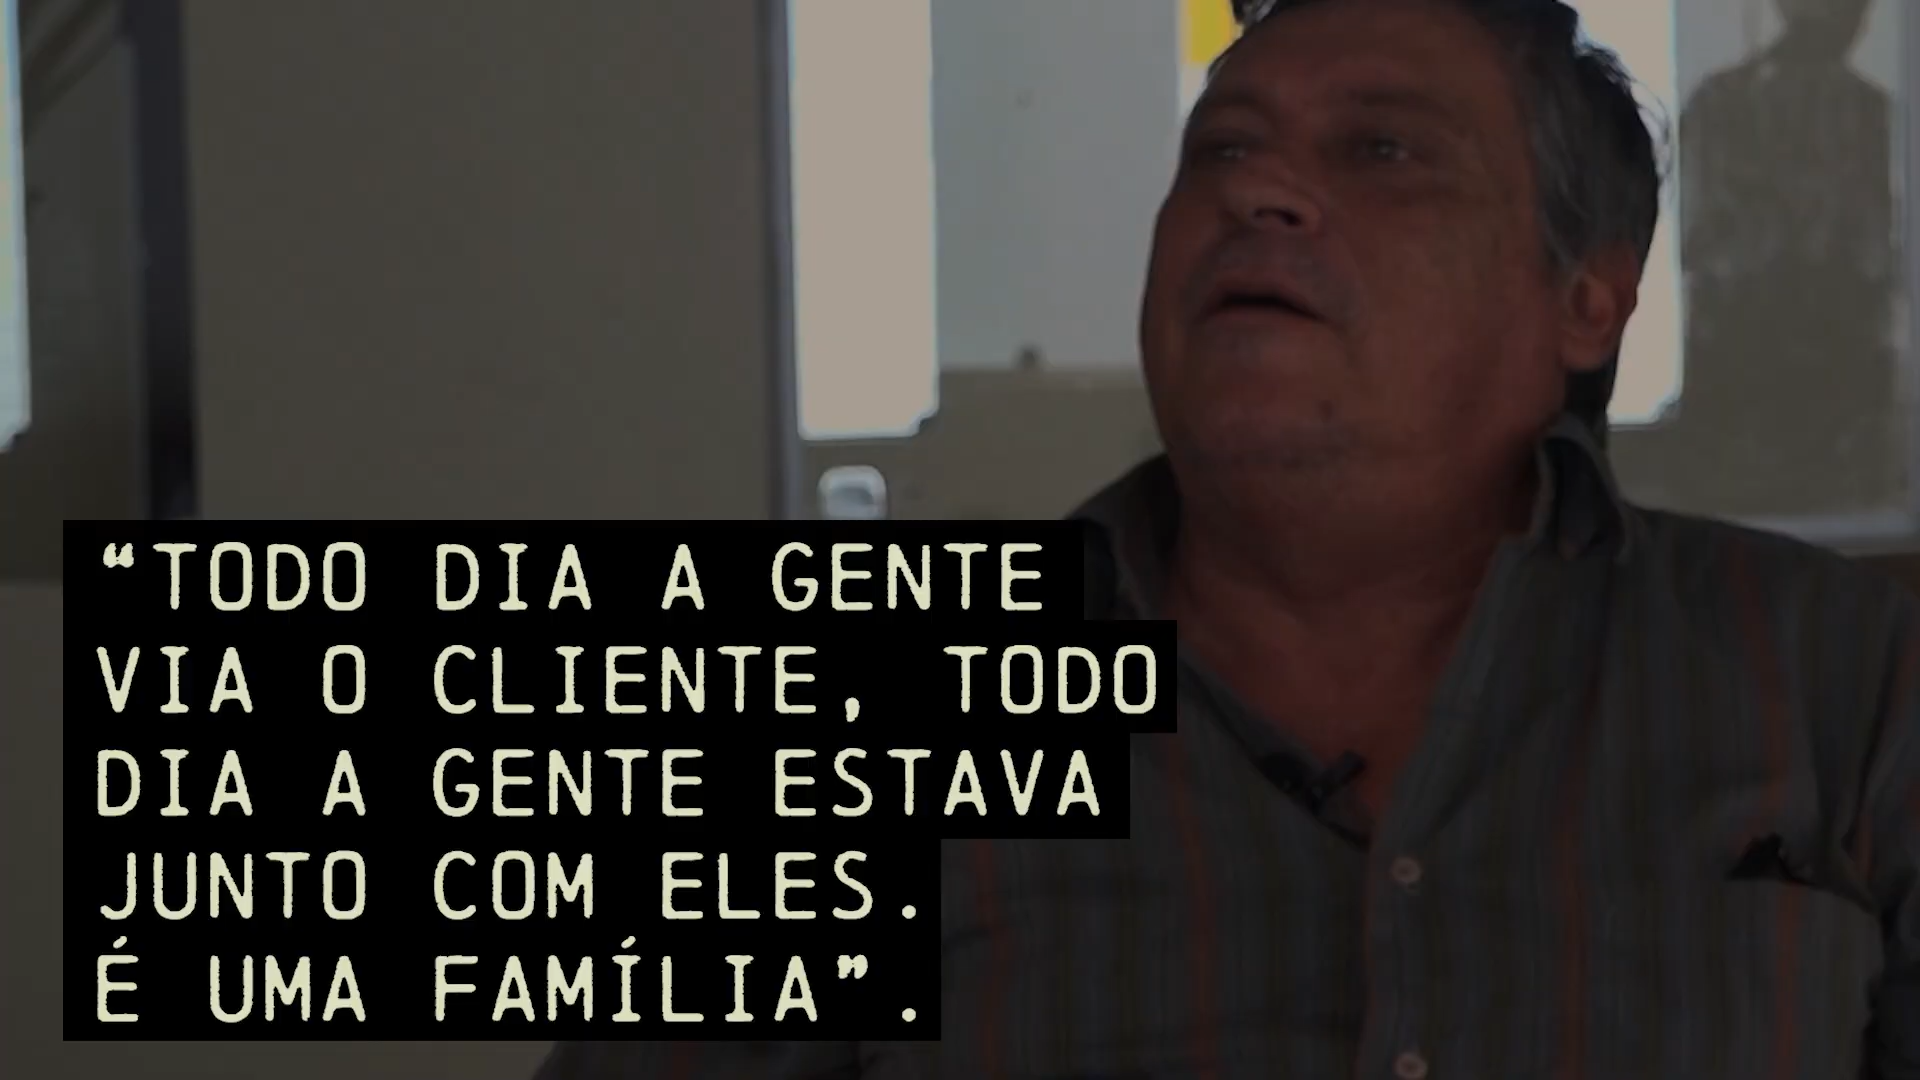 “TODO DIA A GENTE
VIA O CLIENTE, TODO
DIA A GENTE ESTAVA
JUNTO COM ELES.
É UMA FAMÍLIA”.